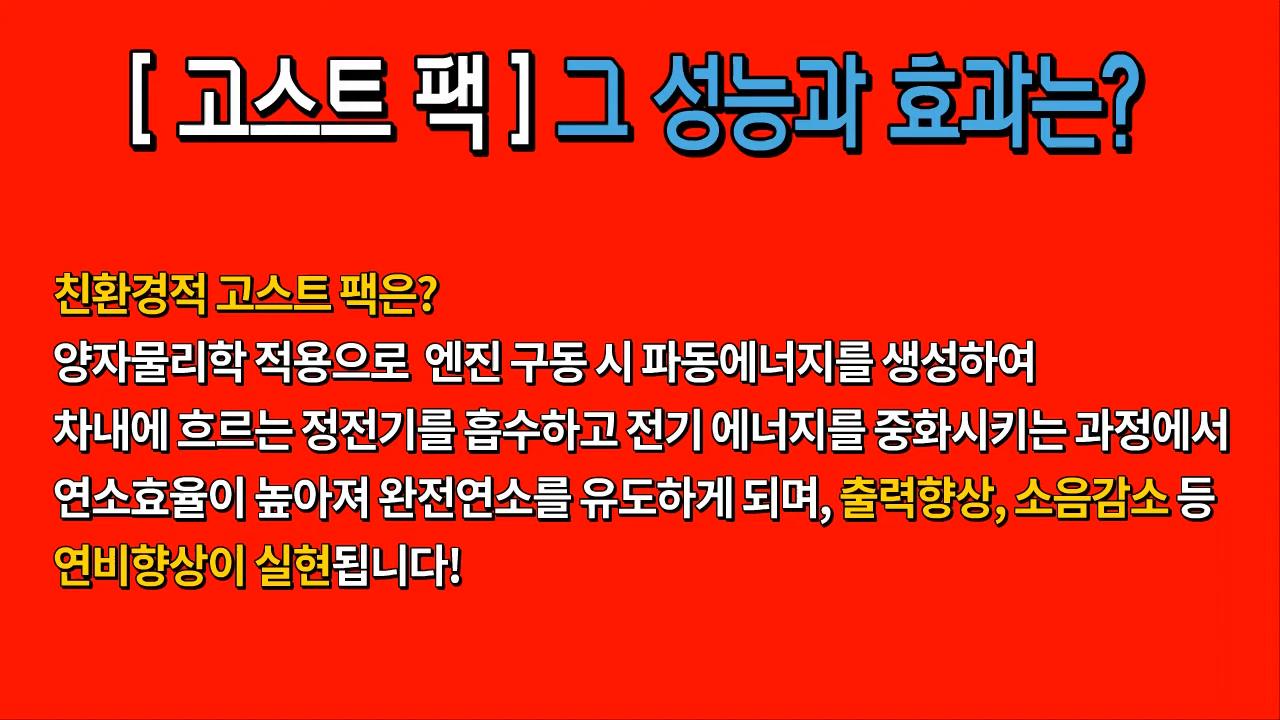 [ 고스트 팩 ] 그 성능과 효과는?
친환경적 고스트 팩은?
양자물리학 적용으로 엔진 구동 시 파동에너지를 생성하여
차내에 흐르는 정전기를 흡수하고 전기 에너지를 중화시키는 과정에서
연소효율이 높아져 완전연소를 유도하게 되며, 출력향상, 소음감소 등
연비향상이 실현됩니다!